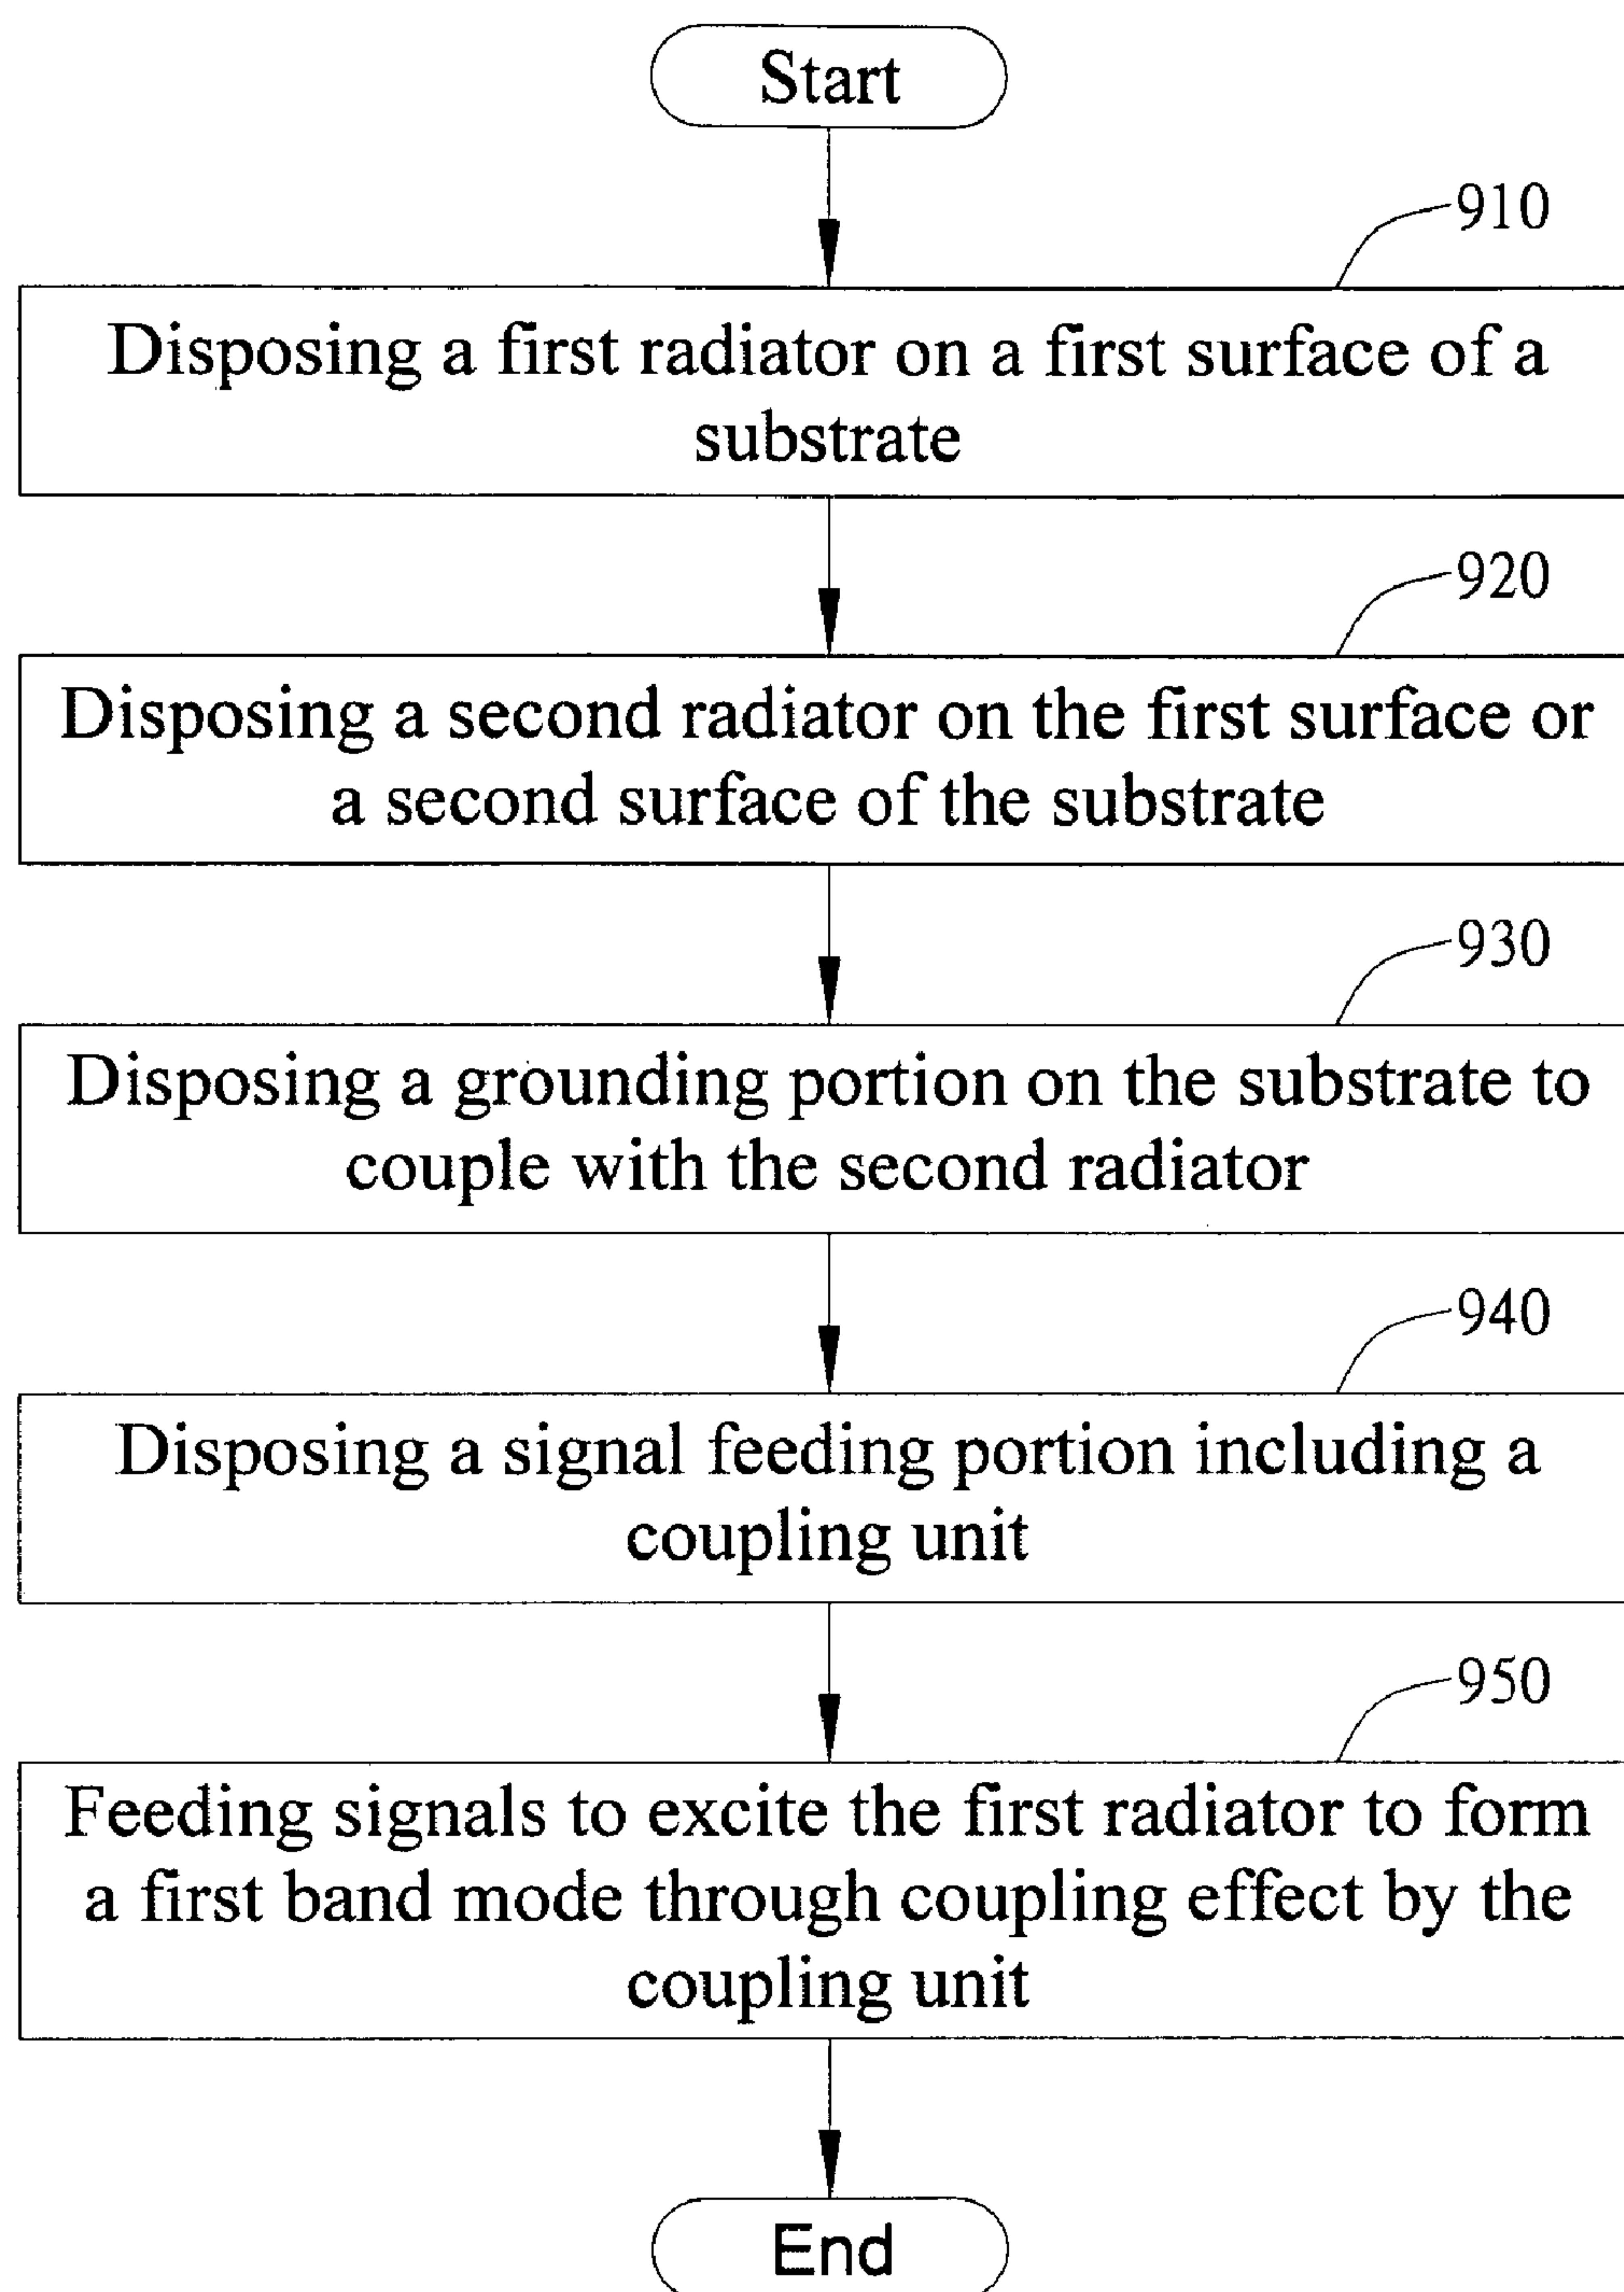 Start
910
Disposing a first radiator on a first surface of a
substrate
920
Disposing a second radiator on the first surface or
a second surface of the substrate
930
Disposing a grounding portion on the substrate to
couple with the second radiator
940
Disposing a signal feeding portion including a
coupling unit
950
Feeding signals to excite the first radiator to form
a first band mode through coupling effect by the
coupling unit
End